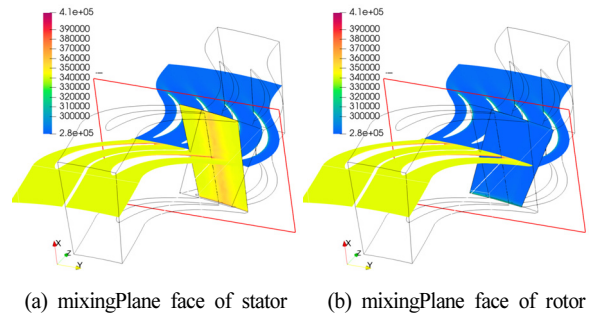 4.1e+05
390000
380000
370000
360000
350000
340000
330000
320000
310000
300000
2.8e+05
X
Z
Y
4.1e+05
390000
380000
370000
360000
350000
340000
330000
320000
310000
300000
2.8e+05
X
Z
Y
(a) mixingPlane face of stator
(b) mixingPlane face of rotor